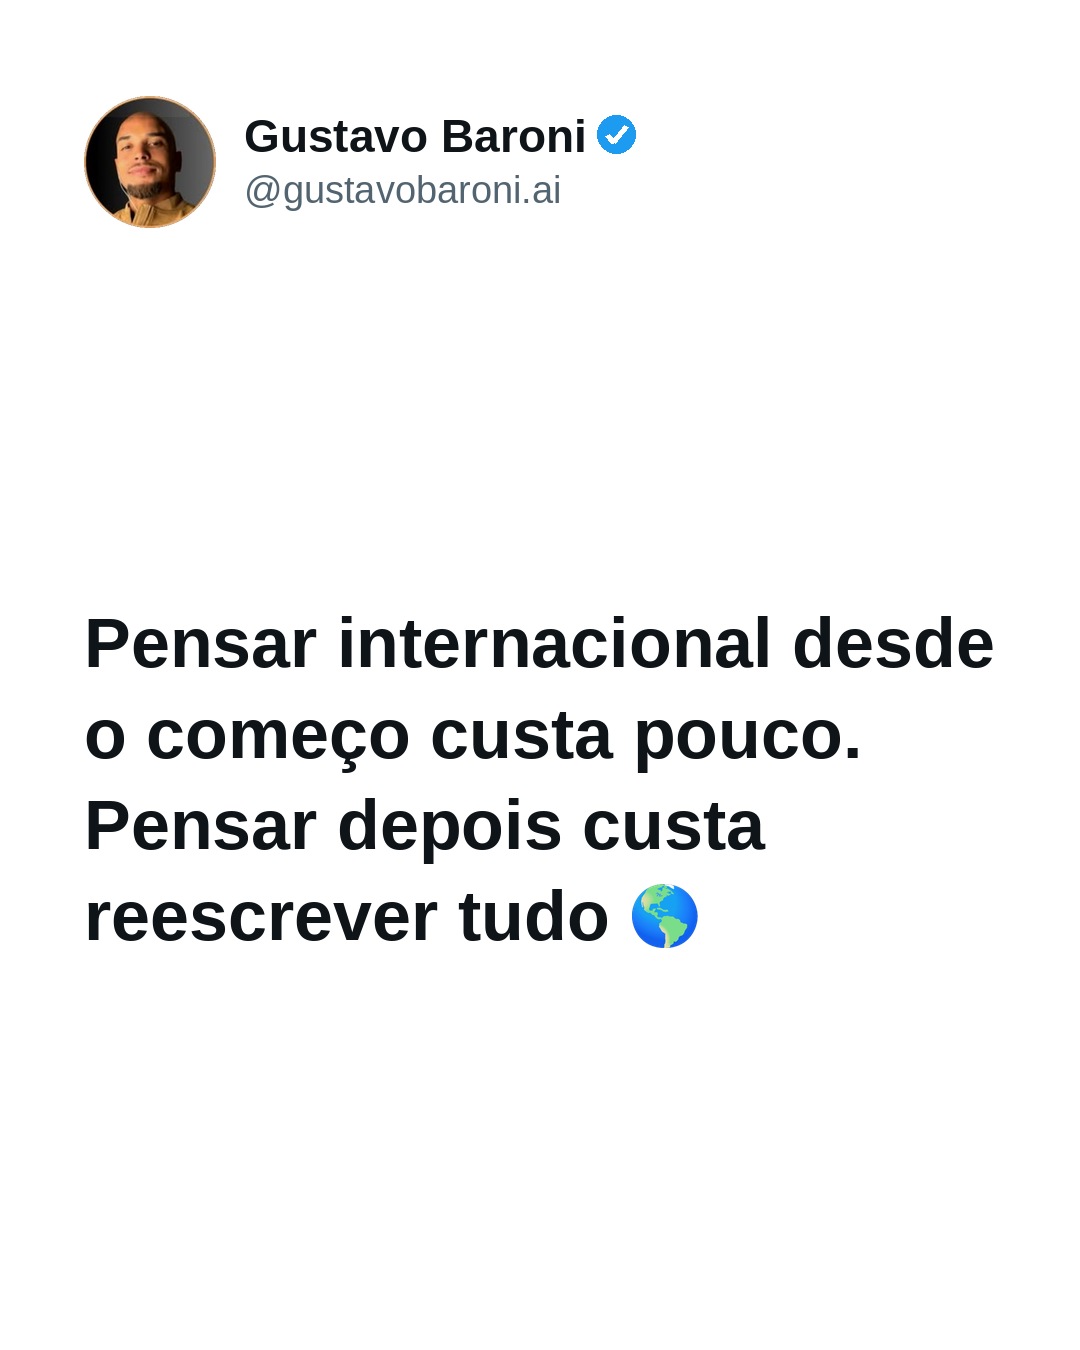 Gustavo Baroni
@gustavobaroni.ai
Pensar internacional desde
o começo custa pouco.
Pensar depois custa
reescrever tudo 🌎